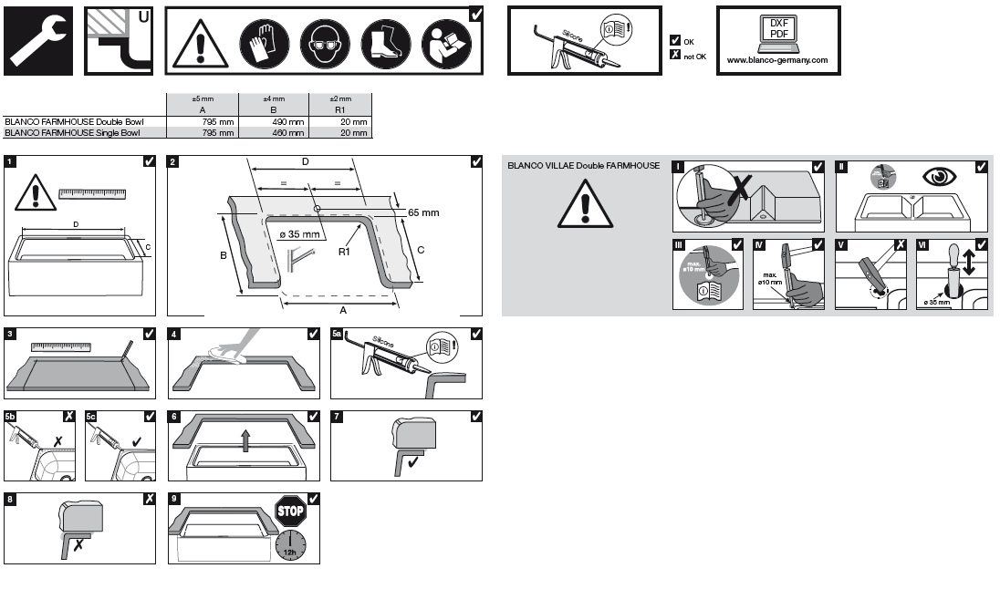 U
Silicone
!
OK
not OK
DXF
PDF
www.blanco-germany.com
±5 mm ±4 mm ±2 mm
A B R1
BLANCO FARMHOUSE Double Bowl 795 mm 490 mm 20 mm
BLANCO FARMHOUSE Single Bowl 795 mm 460 mm 20 mm
1
D
C
2
D
= =
65 mm
ø 35 mm
R1
B
C
A
BLANCO VILLAE Double FARMHOUSE
I
II
III
max.
ø10 mm
IV
max.
ø10 mm
V
VI
ø 35 mm
3
4
5a
Silicone
!
5b
5c
6
7
8
9
STOP
12h